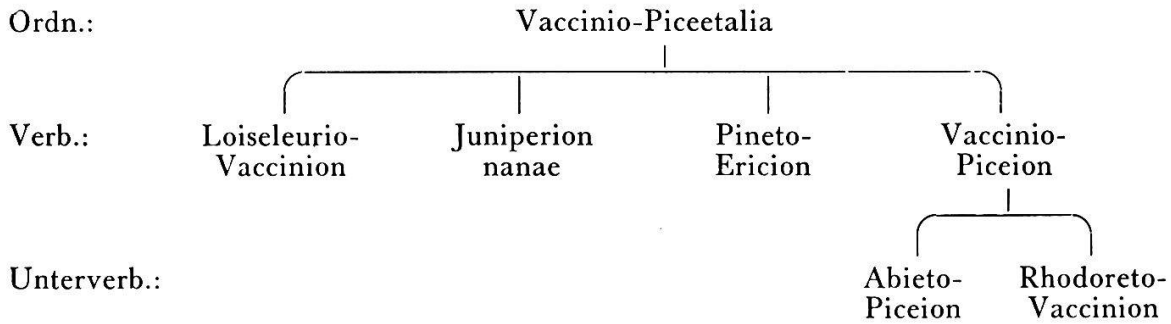 Ordn.: Vaccinio-Piceetalia
Verb.: Loiseleurio- Juniperion Pineto- Vaccinio-
Vaccinion nanae Ericion Piceion
Unterverb.: Abieto- Rhodoreto-
Piceion Vaccinion